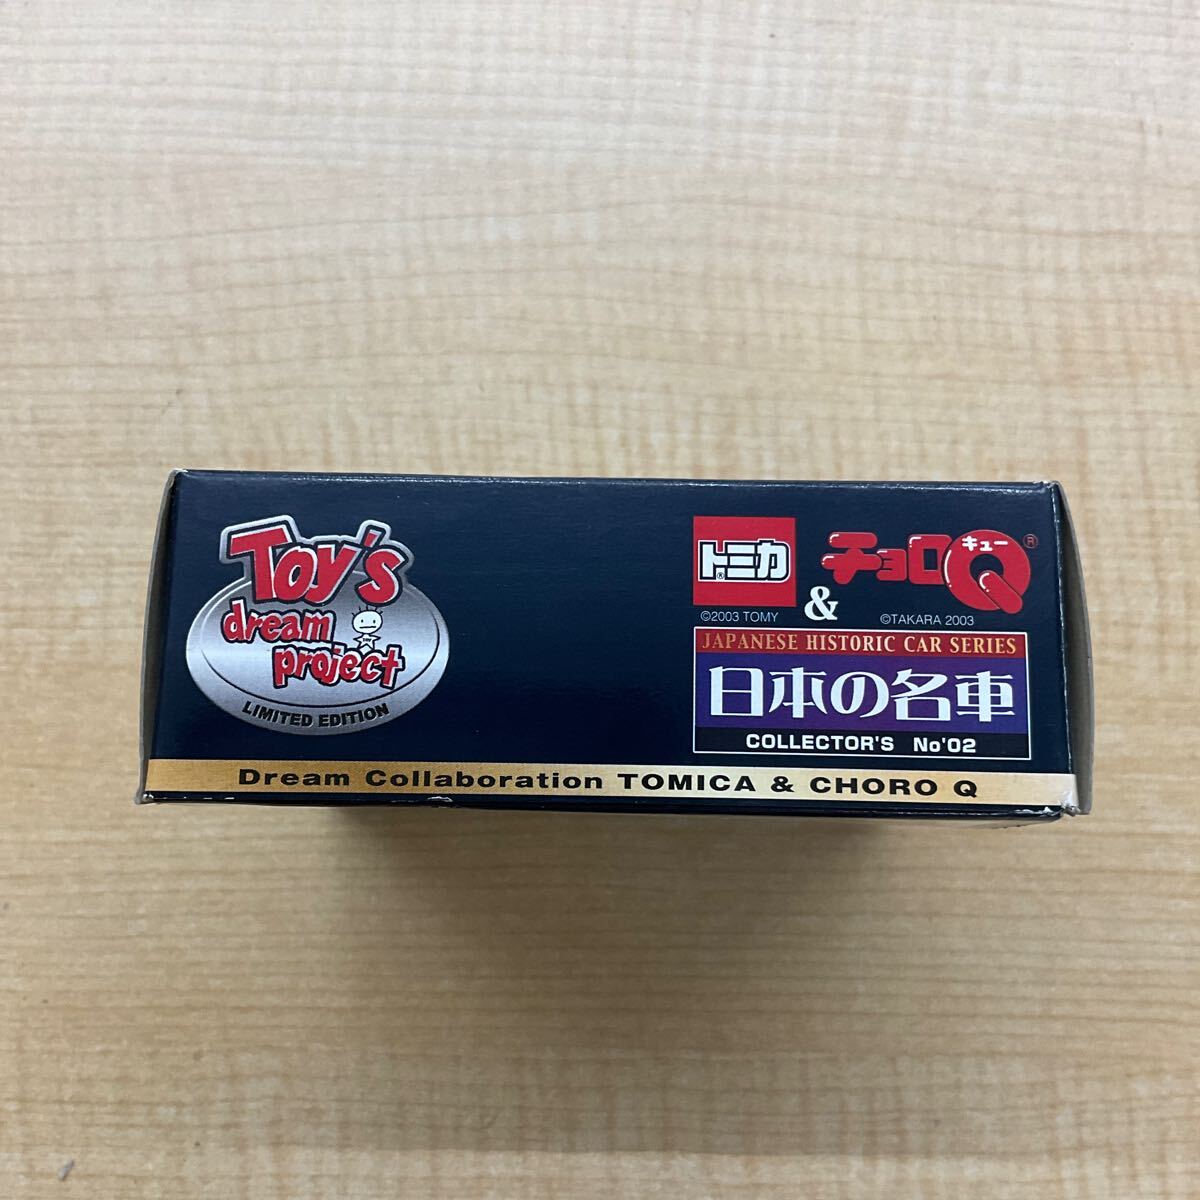 Toy's
dream
project
LIMITED EDITION
トミカ®
©2003 TOMY
&
チョロQ®
キュー
©TAKARA 2003
JAPANESE HISTORIC CAR SERIES
日本の名車
COLLECTOR'S No'02
Dream Collaboration TOMICA & CHORO Q